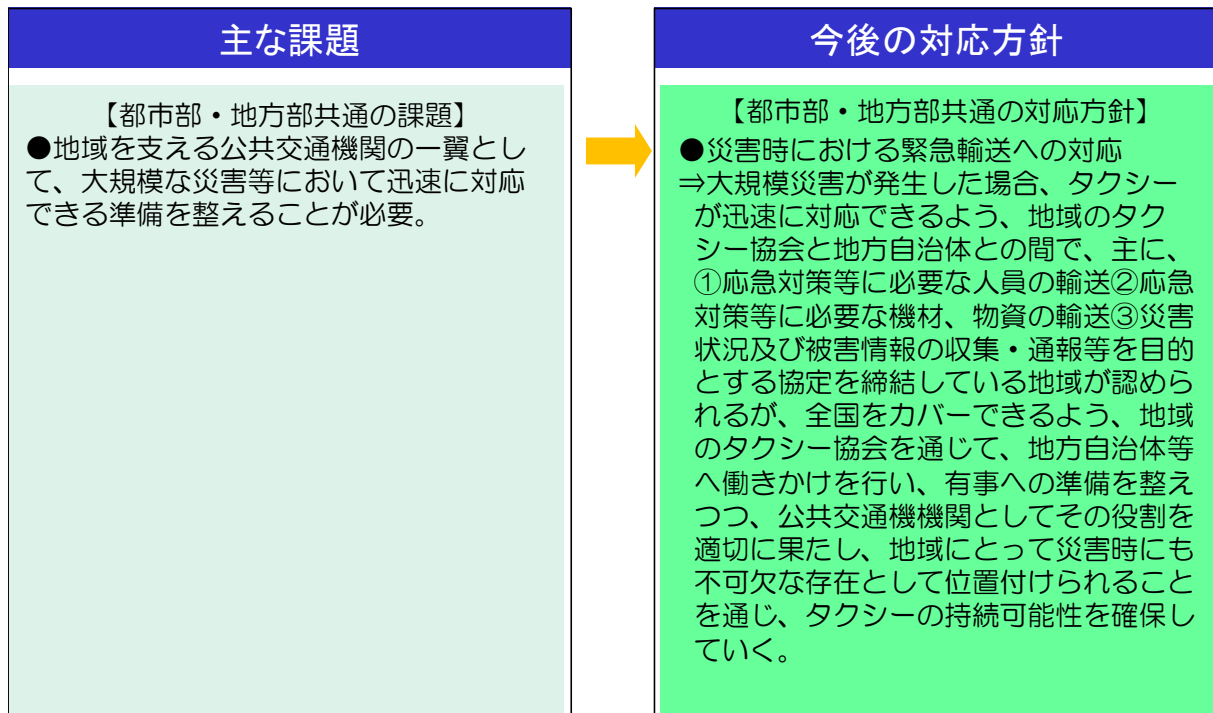 主な課題
【都市部・地方部共通の課題】
●地域を支える公共交通機関の一翼とし
て、大規模な災害等において迅速に対応
できる準備を整えることが必要。
今後の対応方針
【都市部・地方部共通の対応方針】
●災害時における緊急輸送への対応
⇒大規模災害が発生した場合、タクシー
が迅速に対応できるよう、地域のタク
シー協会と地方自治体との間で、主に、
①応急対策等に必要な人員の輸送②応急
対策等に必要な機材、物資の輸送③災害
状況及び被害情報の収集・通報等を目的
とする協定を締結している地域が認めら
れるが、全国をカバーできるよう、地域
のタクシー協会を通じて、地方自治体等
へ働きかけを行い、有事への準備を整え
つつ、公共交通機機関としてその役割を
適切に果たし、地域にとって災害時にも
不可欠な存在として位置付けられること
を通じ、タクシーの持続可能性を確保し
ていく。